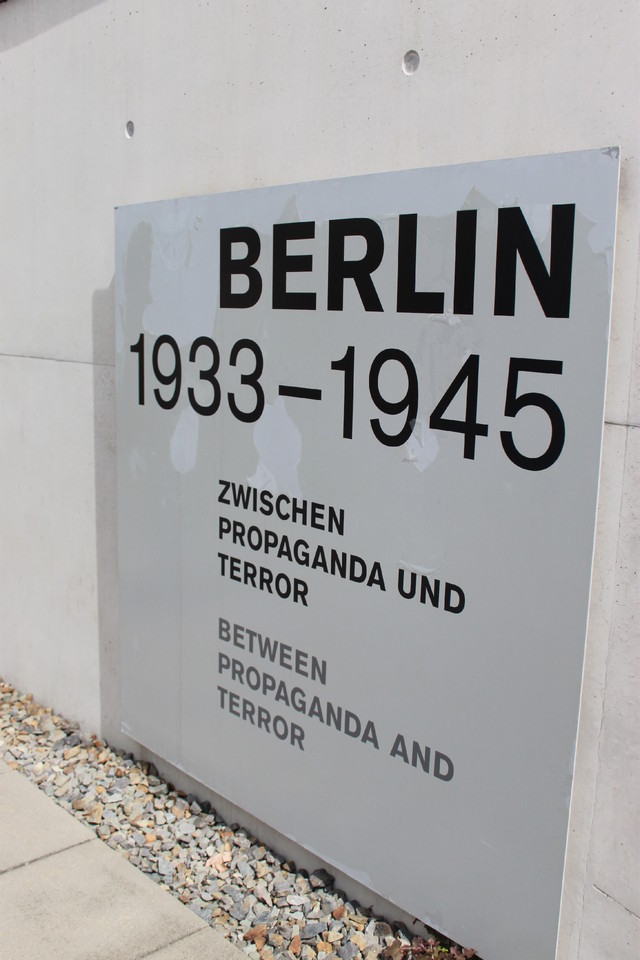 BERLIN
1933–1945
ZWISCHEN
PROPAGANDA UND
TERROR
BETWEEN
PROPAGANDA AND
TERROR